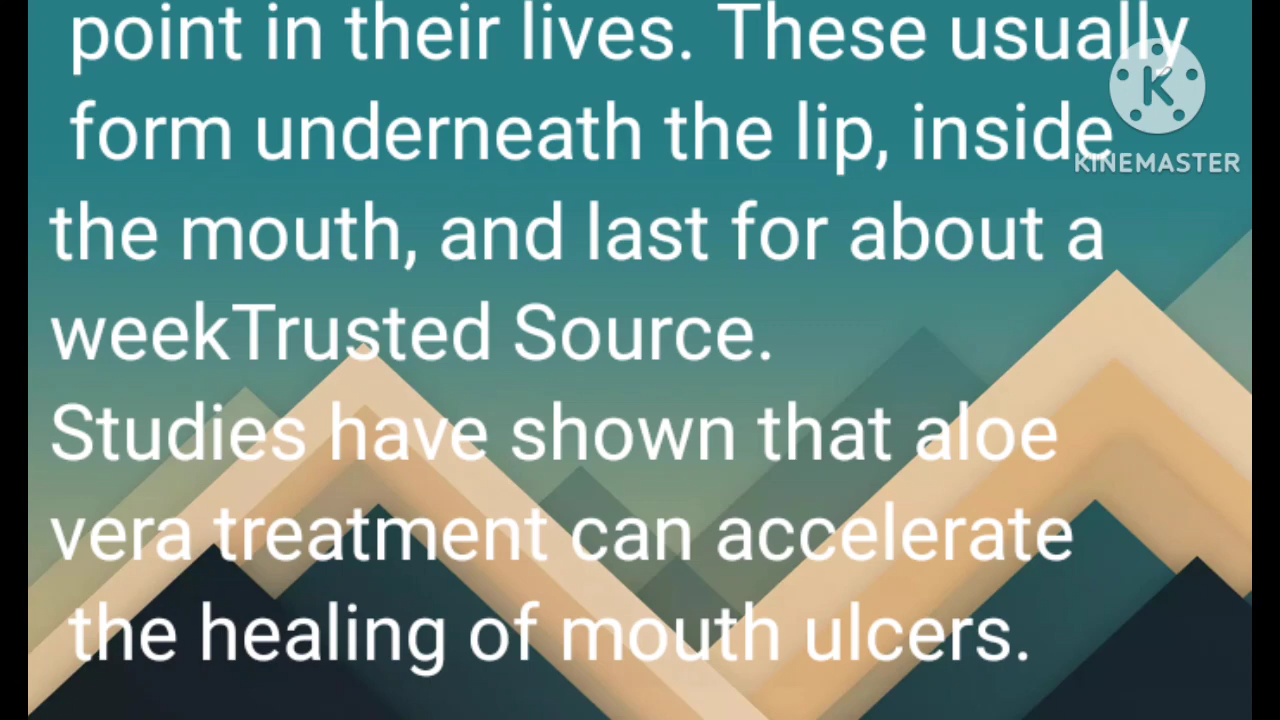 point in their lives. These usually
form underneath the lip, inside
the mouth, and last for about a
weekTrusted Source.
Studies have shown that aloe
vera treatment can accelerate
the healing of mouth ulcers.
K
KINEMASTER